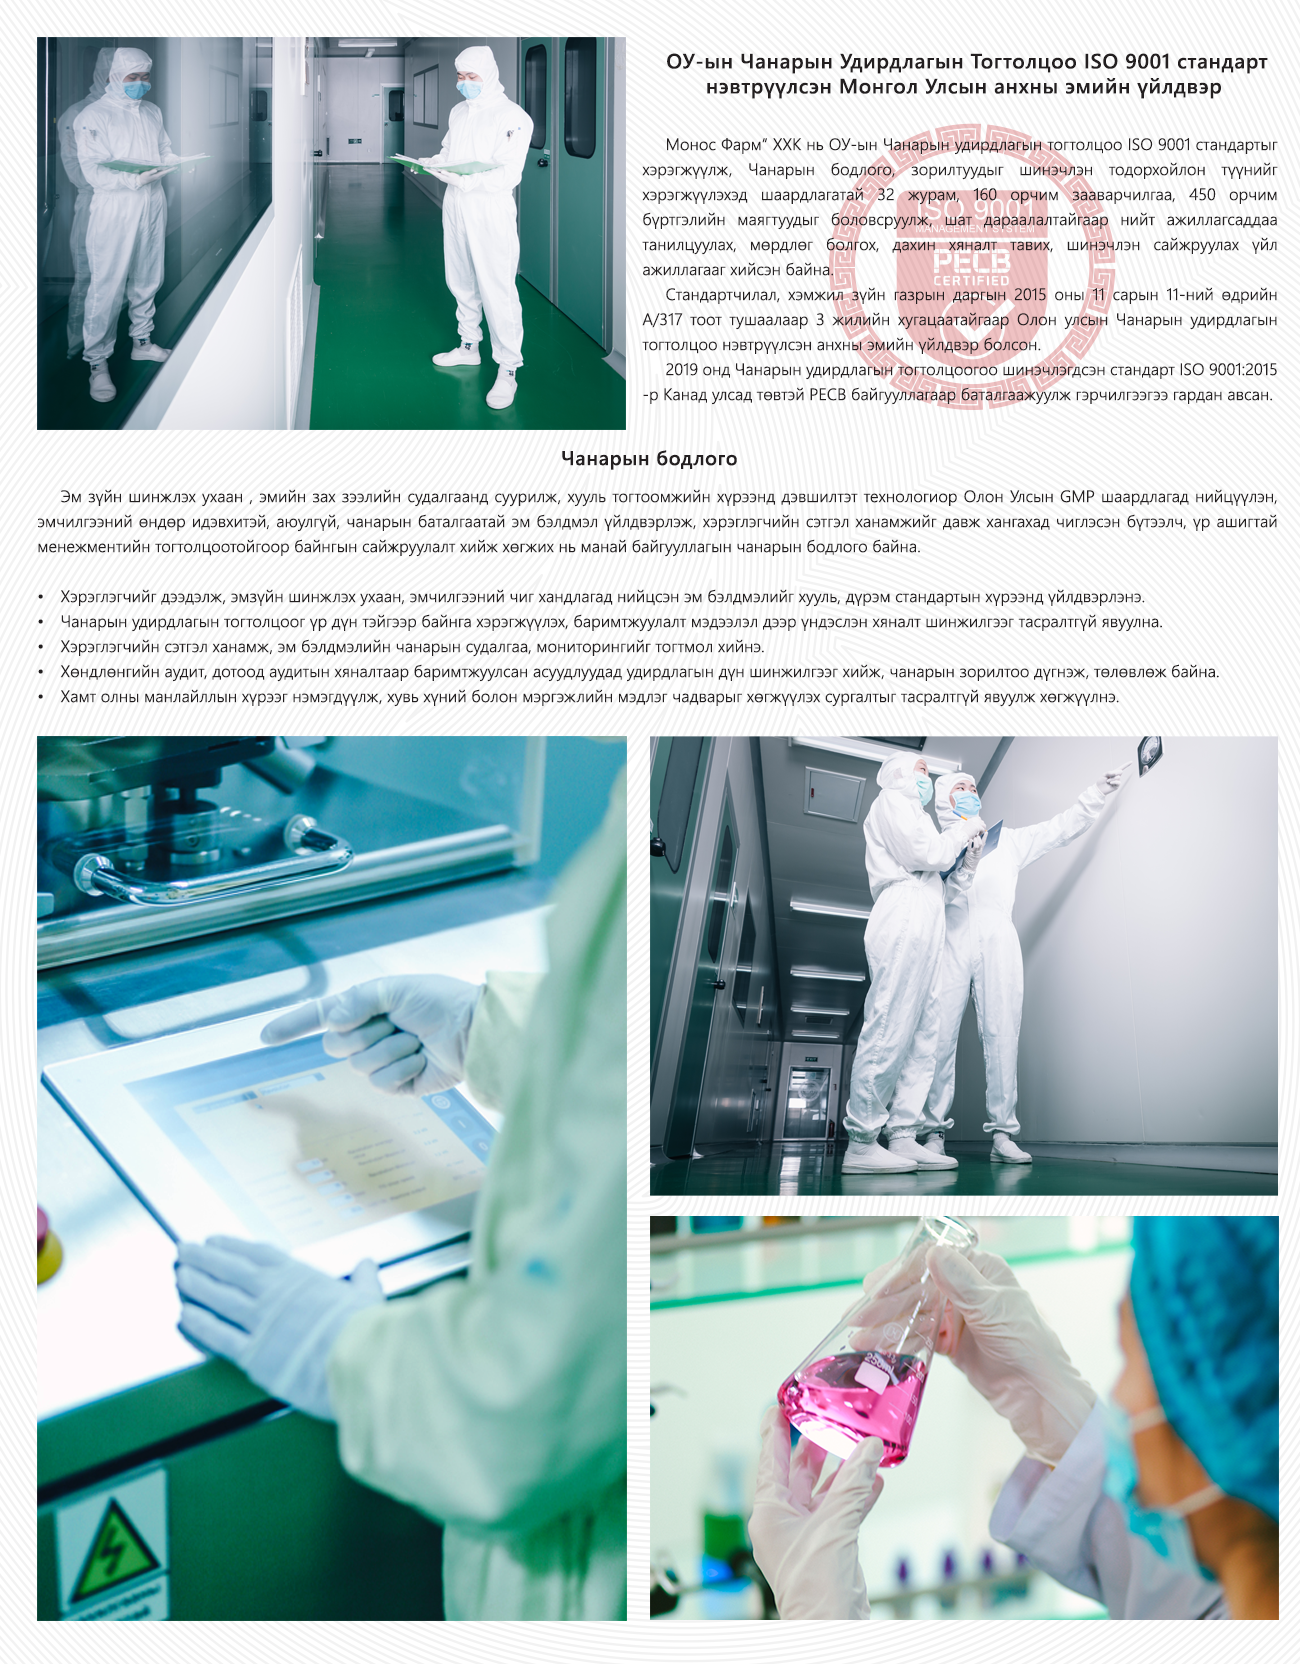 ОУ-ын Чанарын Удирдлагын Тогтолцоо ISO 9001 стандарт
нэвтрүүлсэн Монгол Улсын анхны эмийн үйлдвэр
Монос Фарм” ХХК нь ОУ-ын Чанарын удирдлагын тогтолцоо ISO 9001 стандартыг
хэрэгжүүлж, Чанарын бодлого, зорилтуудыг шинэчлэн тодорхойлон түүнийг
хэрэгжүүлэхэд шаардлагатай 32 журам, 160 орчим зааварчилгаа, 450 орчим
бүртгэлийн маягтуудыг боловсруулж, шат дараалалтайгаар нийт ажиллагсаддаа
танилцуулах, мөрдлөг болгох, дахин хяналт тавих, шинэчлэн сайжруулах үйл
ажиллагааг хийсэн байна.
Стандартчилал, хэмжил зүйн газрын даргын 2015 оны 11 сарын 11-ний өдрийн
А/317 тоот тушаалаар 3 жилийн хугацаатайгаар Олон улсын Чанарын удирдлагын
тогтолцоо нэвтрүүлсэн анхны эмийн үйлдвэр болсон.
2019 онд Чанарын удирдлагын тогтолцоогоо шинэчлэгдсэн стандарт ISO 9001:2015
-р Канад улсад төвтэй PECB байгууллагаар баталгаажуулж гэрчилгээгээ гардан авсан.
ISO 9001
MANAGEMENT SYSTEM
PECB
CERTIFIED
Чанарын бодлого
Эм зүйн шинжлэх ухаан , эмийн зах зээлийн судалгаанд суурилж, хууль тогтоомжийн хүрээнд дэвшилтэт технологиор Олон Улсын GMP шаардлагад нийцүүлэн,
эмчилгээний өндөр идэвхитэй, аюулгүй, чанарын баталгаатай эм бэлдмэл үйлдвэрлэж, хэрэглэгчийн сэтгэл ханамжийг давж хангахад чиглэсэн бүтээлч, үр ашигтай
менежментийн тогтолцоотойгоор байнгын сайжруулалт хийж хөгжих нь манай байгууллагын чанарын бодлого байна.
• Хэрэглэгчийг дээдэлж, эмзүйн шинжлэх ухаан, эмчилгээний чиг хандлагад нийцсэн эм бэлдмэлийг хууль, дүрэм стандартын хүрээнд үйлдвэрлэнэ.
• Чанарын удирдлагын тогтолцоог үр дүн тэйгээр байнга хэрэгжүүлэх, баримтжуулалт мэдээлэл дээр үндэслэн хяналт шинжилгээг тасралтгүй явуулна.
• Хэрэглэгчийн сэтгэл ханамж, эм бэлдмэлийн чанарын судалгаа, мониторингийг тогтмол хийнэ.
• Хөндлөнгийн аудит, дотоод аудитын хяналтаар баримтжуулсан асуудлуудад удирдлагын дүн шинжилгээг хийж, чанарын зорилтоо дүгнэж, төлөвлөж байна.
• Хамт олны манлайллын хүрээг нэмэгдүүлж, хувь хүний болон мэргэжлийн мэдлэг чадварыг хөгжүүлэх сургалтыг тасралтгүй явуулж хөгжүүлнэ.